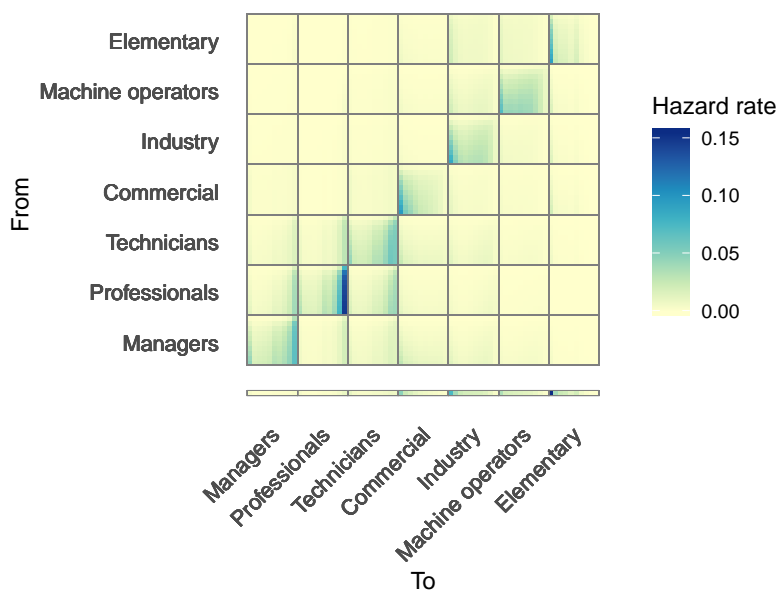 Elementary
Machine operators
Industry
Commercial
Technicians
Professionals
Managers
From
Managers
Professionals
Technicians
Commercial
Industry
Machine operators
Elementary
To
Hazard rate
0.15
0.10
0.05
0.00